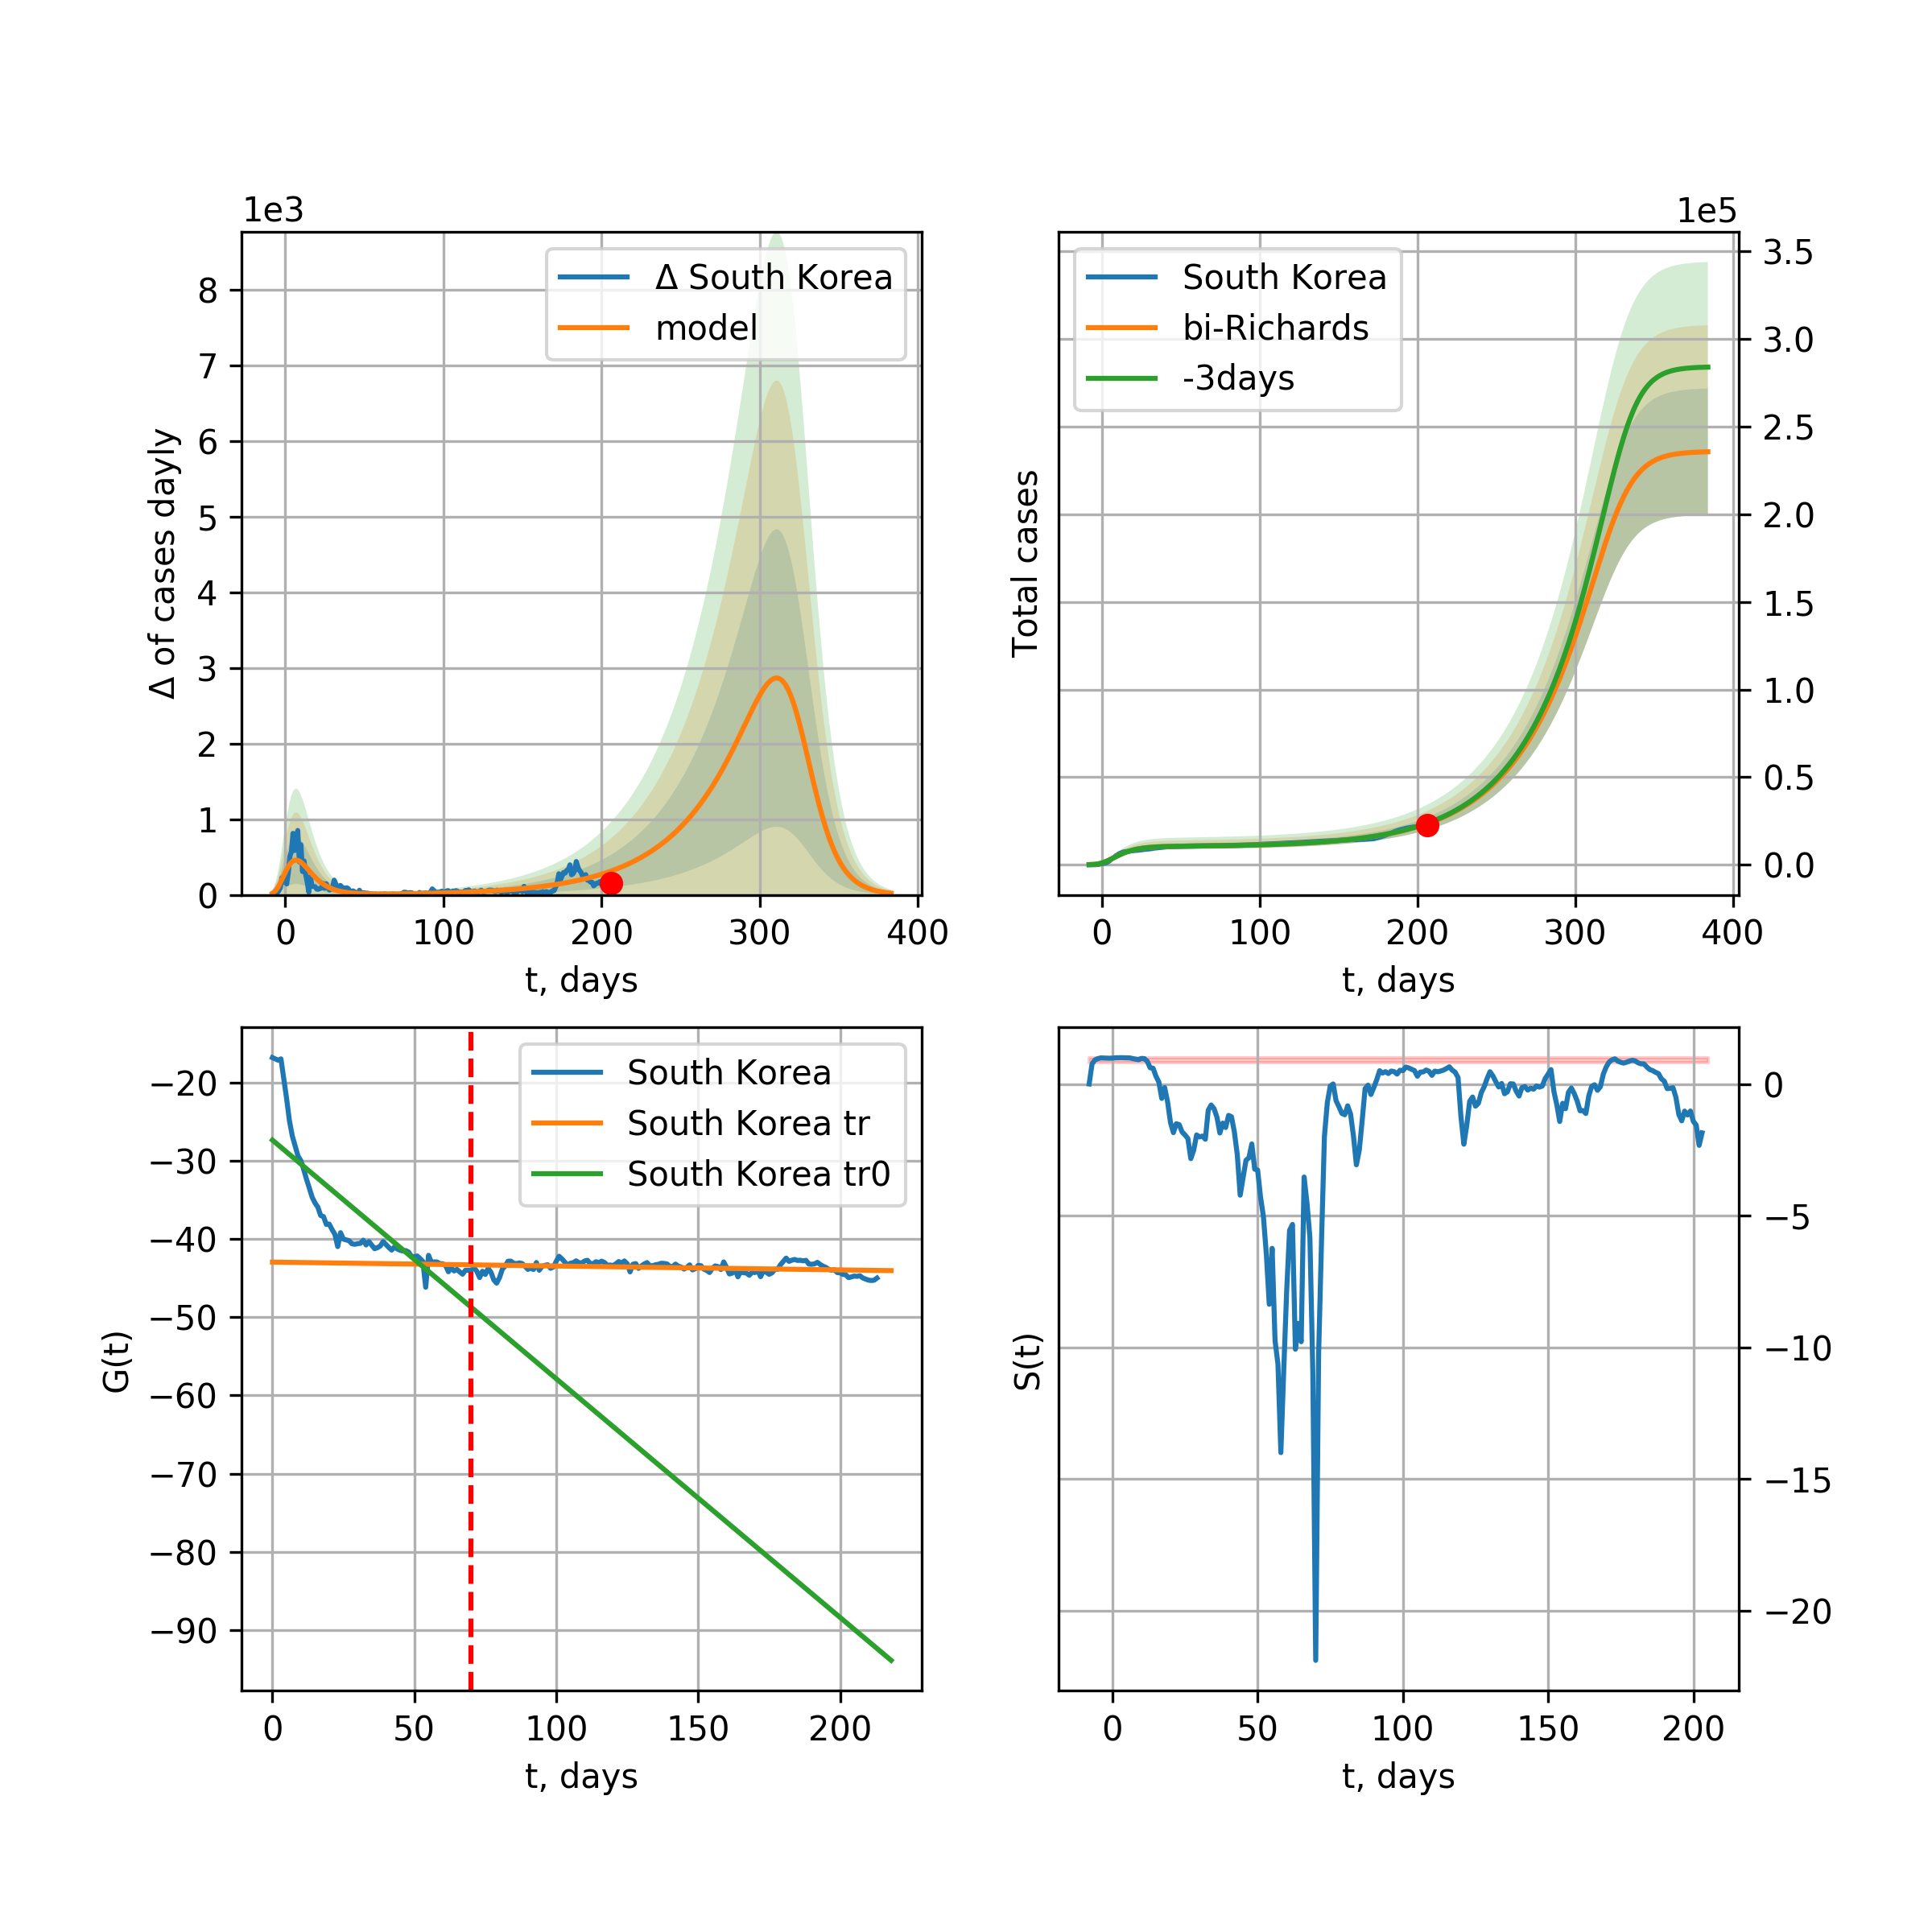 1e3
Δ South Korea
model
8
7
6
5
4
3
2
1
0
Δ of cases dayly
0 100 200 300 400
t, days
1e5
South Korea
bi-Richards
-3days
3.5
3.0
2.5
2.0
1.5
1.0
0.5
0.0
Total cases
0 100 200 300 400
t, days
South Korea
South Korea tr
South Korea tr0
−20
−30
−40
−50
−60
−70
−80
−90
G(t)
0 50 100 150 200
t, days
0
−5
−10
−15
−20
S(t)
0 50 100 150 200
t, days